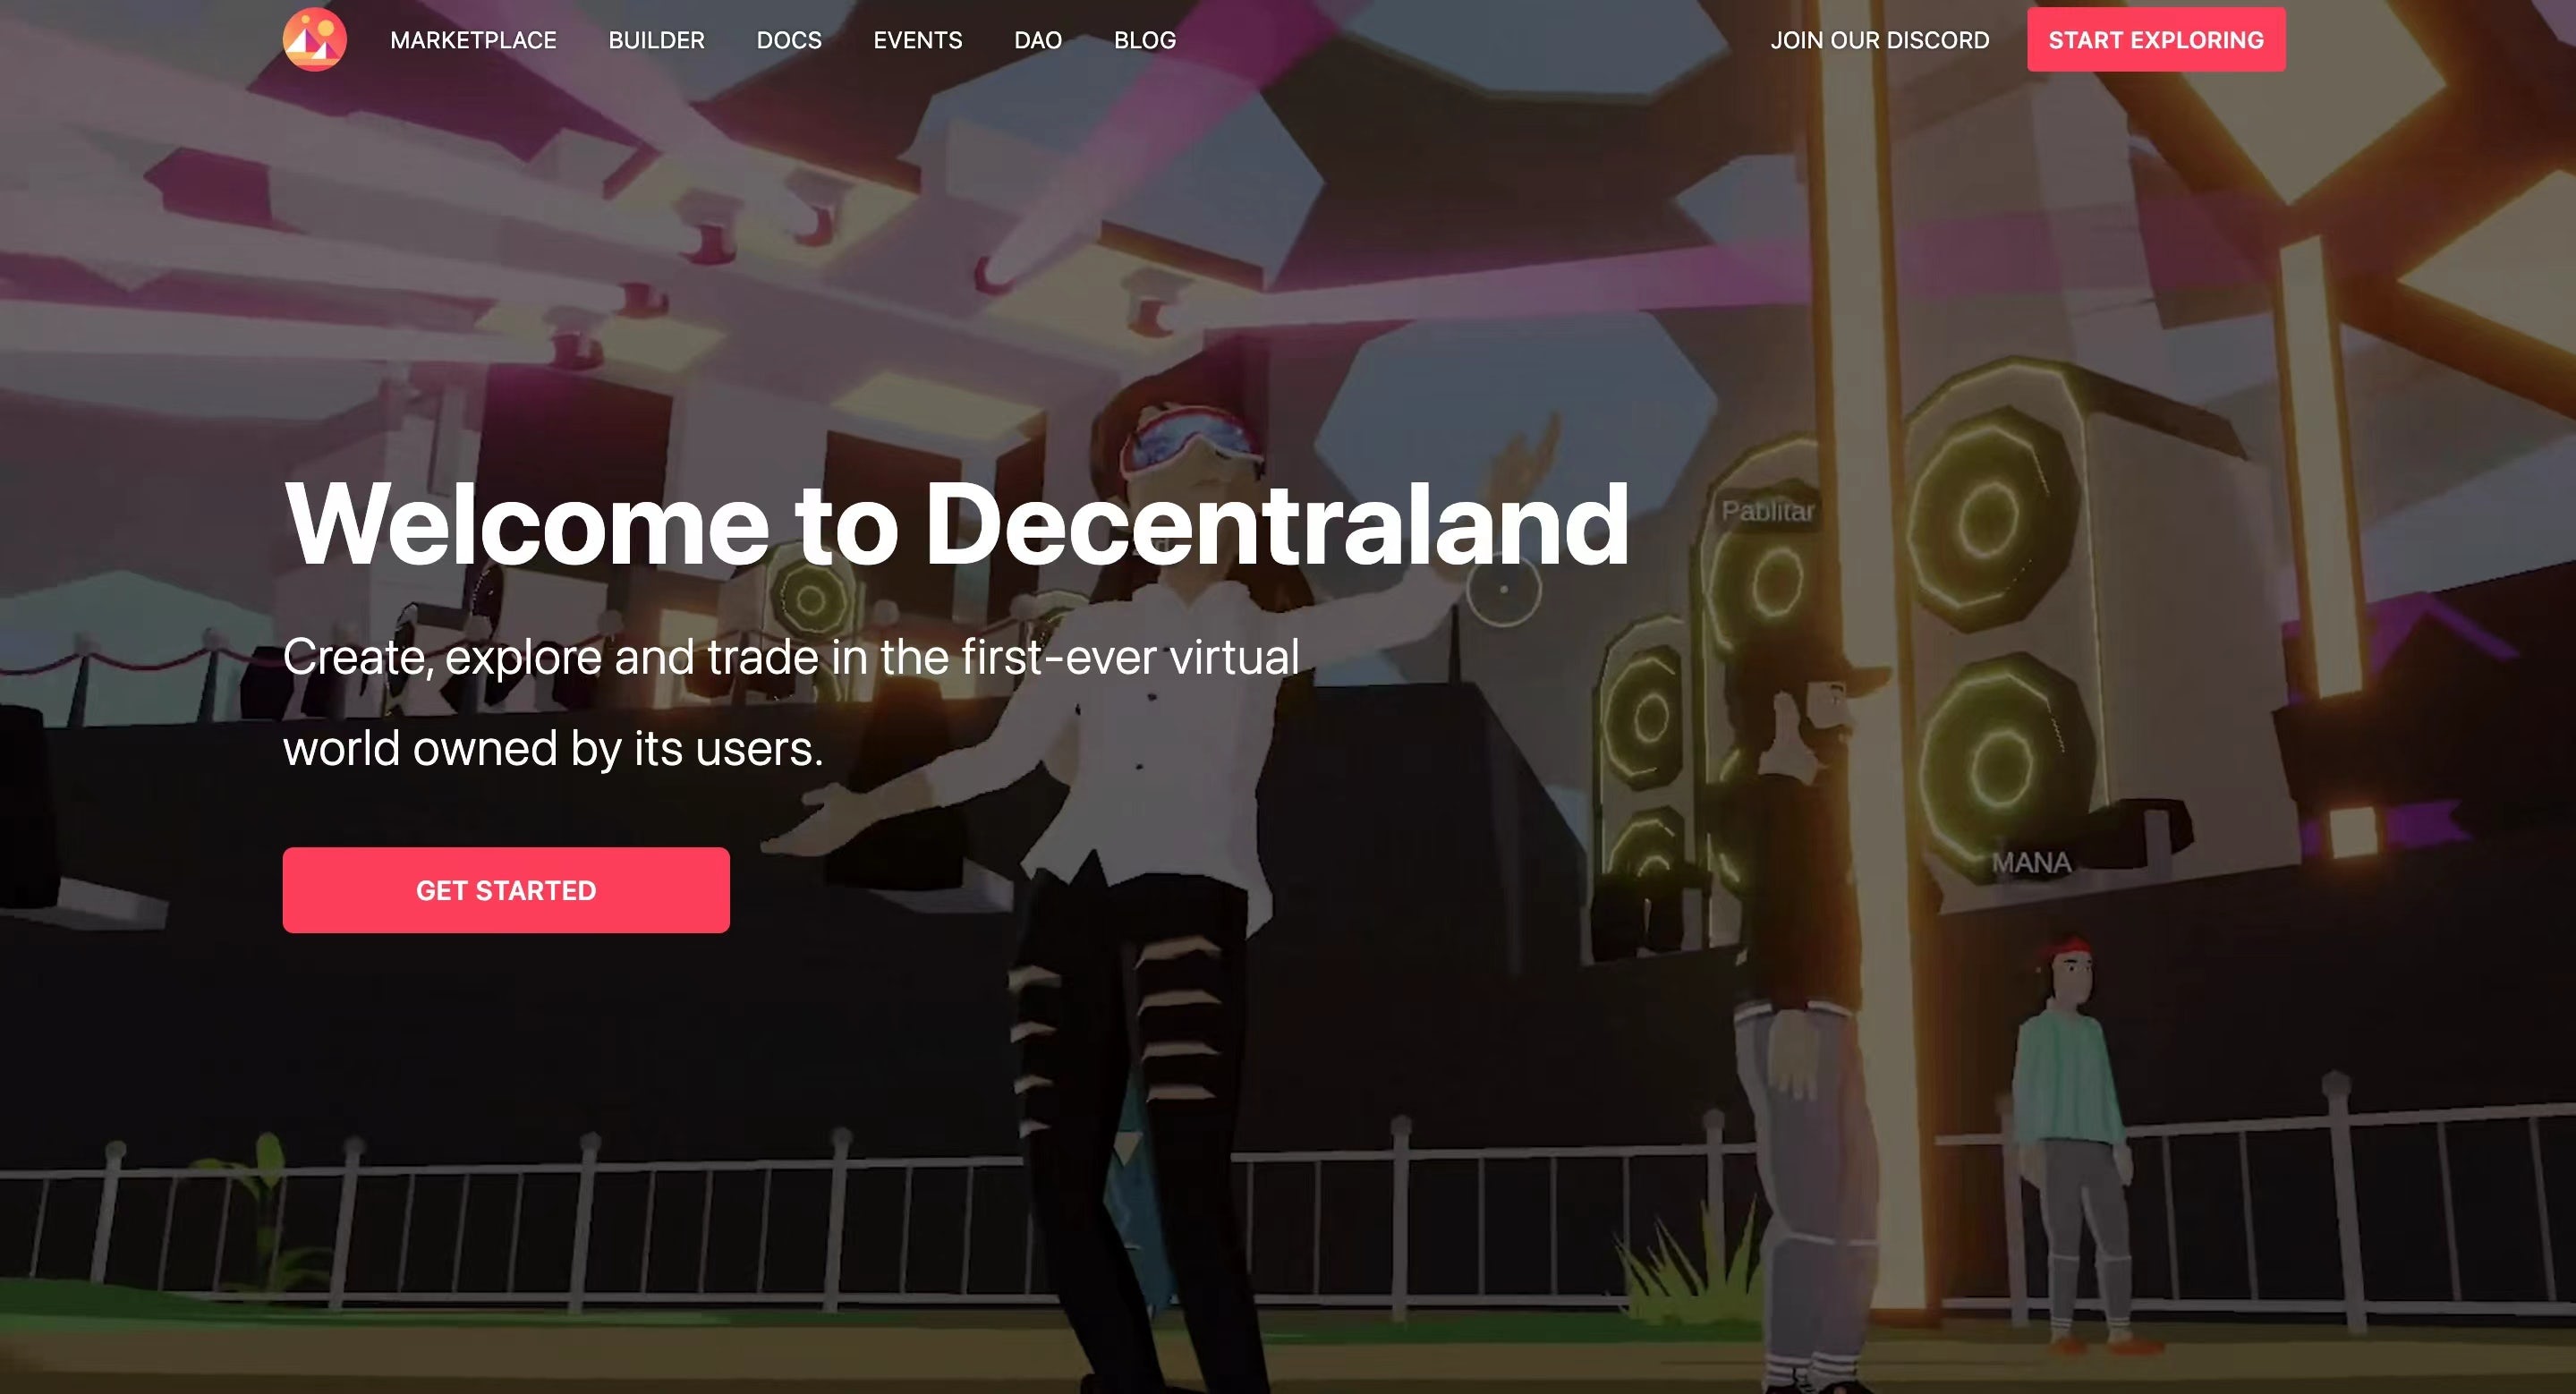 MARKETPLACE BUILDER DOCS EVENTS DAO BLOG JOIN OUR DISCORD START EXPLORING
Welcome to Decentraland
Pablitar
Create, explore and trade in the first-ever virtual
world owned by its users.
MANA
GET STARTED